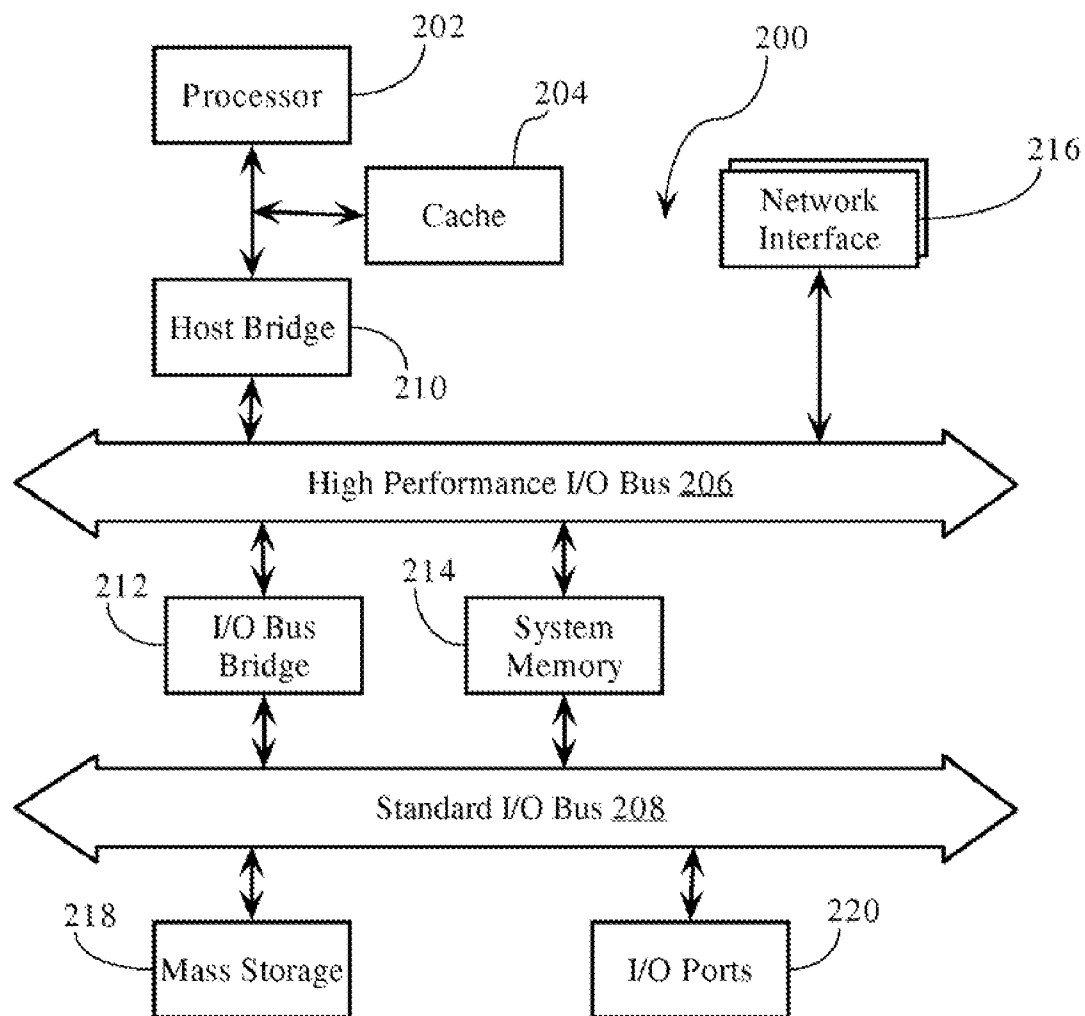 202
200
Processor
204
216
Cache
Network
Interface
Host Bridge
210
High Performance I/O Bus 206
212
214
I/O Bus
Bridge
System
Memory
Standard I/O Bus 208
218
220
Mass Storage
I/O Ports